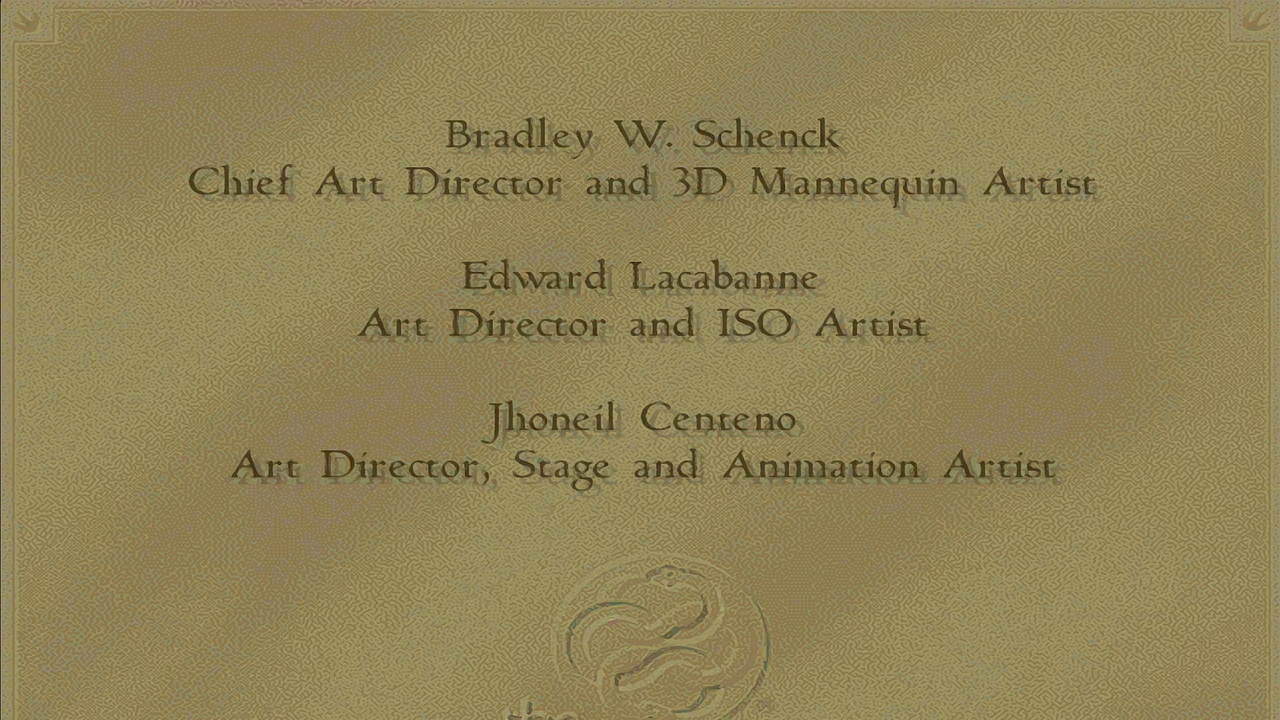 Bradley W. Schenck
Chief Art Director and 3D Mannequin Artist
Edward Lacabanne
Art Director and ISO Artist
Jhoneil Centeno
Art Director, Stage and Animation Artist